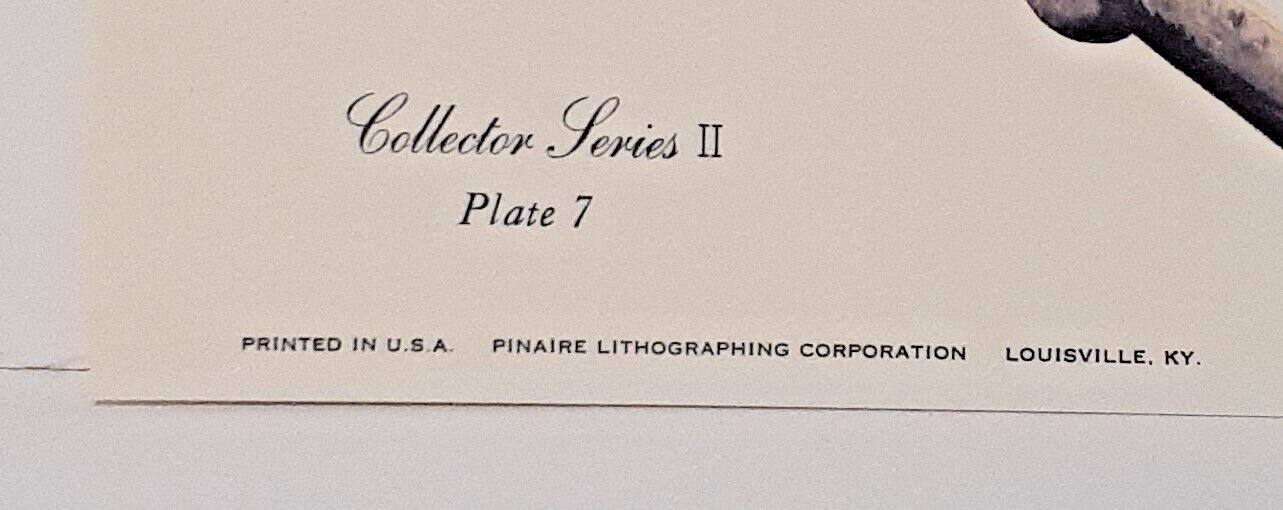 Collector Series II
Plate 7
PRINTED IN U.S.A. PINAIRE LITHOGRAPHING CORPORATION LOUISVILLE, KY.